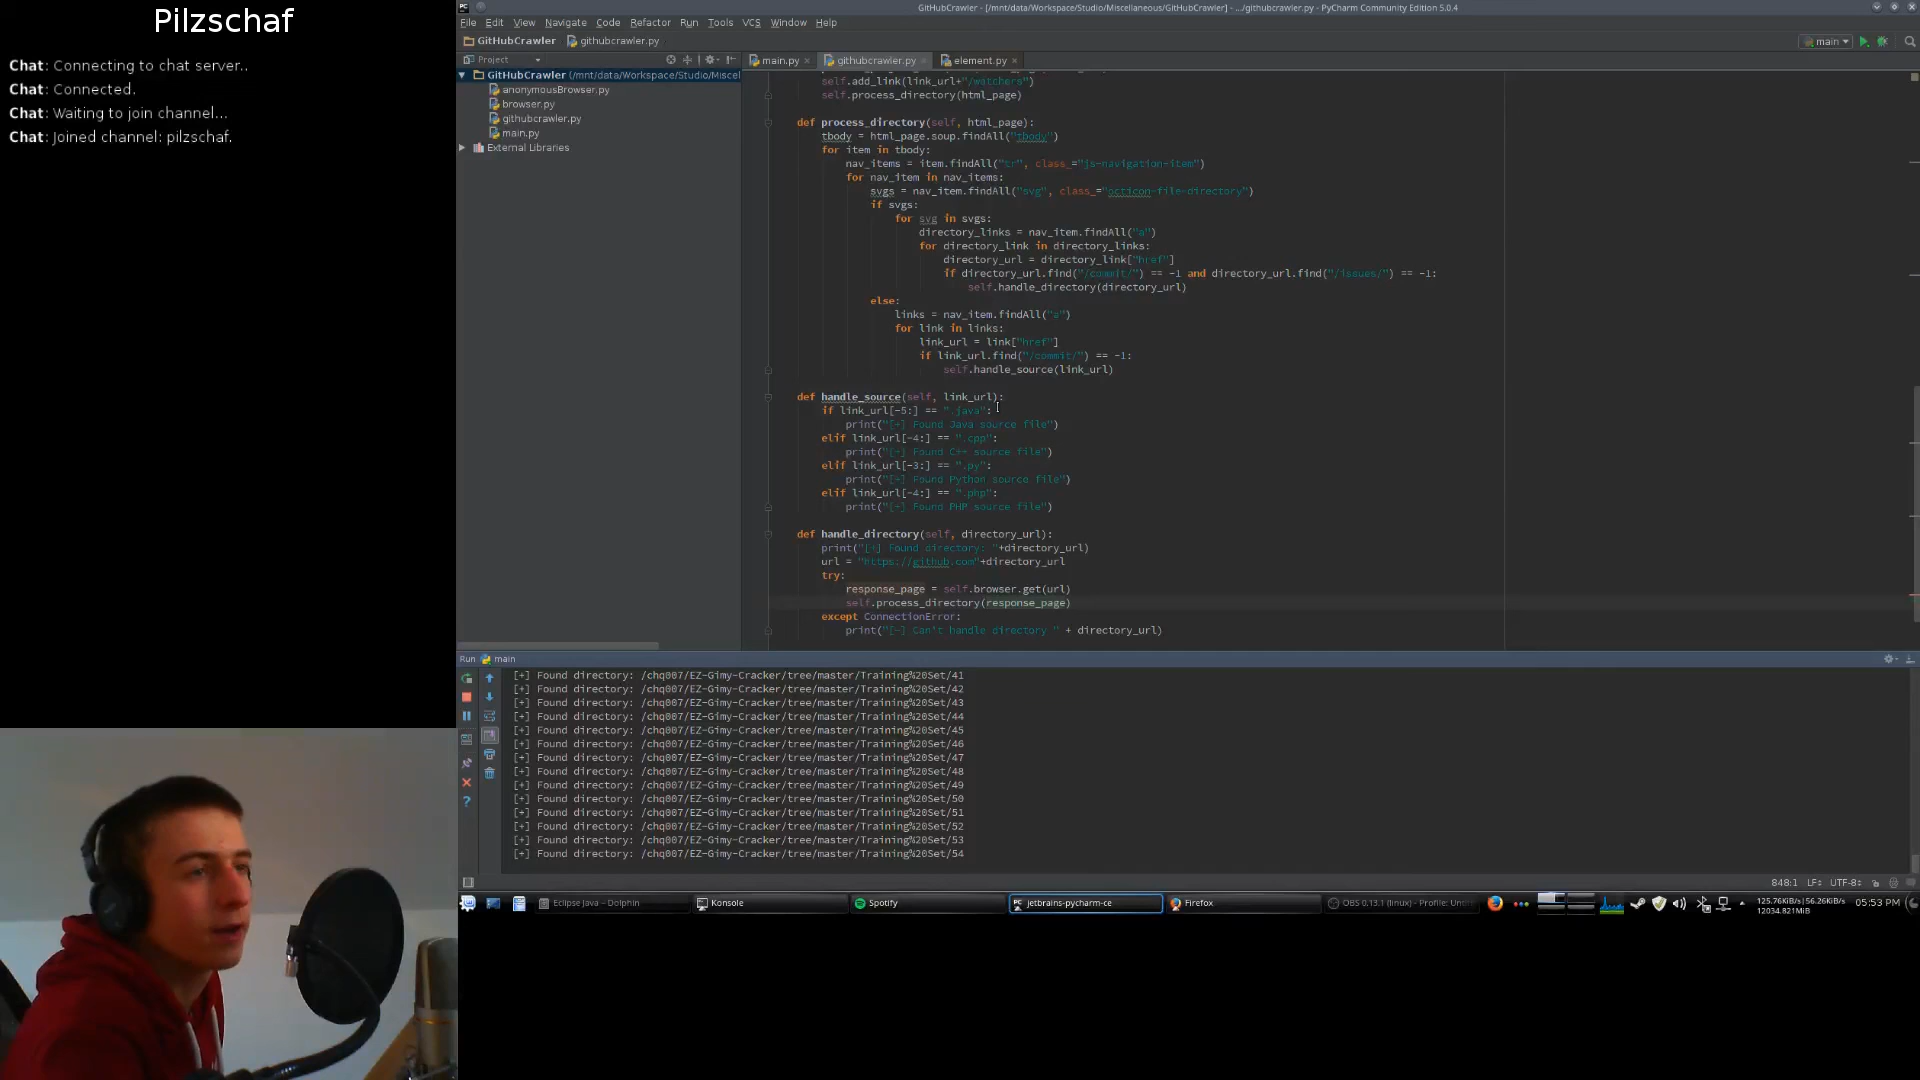 Pilzschaf
Chat: Connecting to chat server..
Chat: Connected.
Chat: Waiting to join channel...
Chat: Joined channel: pilzschaf.
GitHubCrawler - [/mnt/data/Workspace/Studio/Miscellaneous/GitHubCrawler] - .../githubcrawler.py - PyCharm Community Edition 5.0.4
File Edit View Navigate Code Refactor Run Tools VCS Window Help
GitHubCrawler githubcrawler.py
main
Project
main.py githubcrawler.py element.py
GitHubCrawler (/mnt/data/Workspace/Studio/Miscel
anonymousBrowser.py
browser.py
githubcrawler.py
main.py
External Libraries
self.add_link(link_url+"/watchers")
self.process_directory(html_page)
def process_directory(self, html_page):
tbody = html_page.soup.findAll("tbody")
for item in tbody:
nav_items = item.findAll("tr", class_="js-navigation-item")
for nav_item in nav_items:
svgs = nav_item.findAll("svg", class_="octicon-file-directory")
if svgs:
for svg in svgs:
directory_links = nav_item.findAll("a")
for directory_link in directory_links:
directory_url = directory_link["href"]
if directory_url.find("/commit/") == -1 and directory_url.find("/issues/") == -1:
self.handle_directory(directory_url)
else:
links = nav_item.findAll("a")
for link in links:
link_url = link["href"]
if link_url.find("/commit/") == -1:
self.handle_source(link_url)
def handle_source(self, link_url):
if link_url[-5:] == ".java":
print("[+] Found Java source file")
elif link_url[-4:] == ".cpp":
print("[+] Found C++ source file")
elif link_url[-3:] == ".py":
print("[+] Found Python source file")
elif link_url[-4:] == ".php":
print("[+] Found PHP source file")
def handle_directory(self, directory_url):
print("[+] Found directory: "+directory_url)
url = "https://github.com"+directory_url
try:
response_page = self.browser.get(url)
self.process_directory(response_page)
except ConnectionError:
print("[-] Can't handle directory " + directory_url)
Run main
[+] Found directory: /chq007/EZ-Gimy-Cracker/tree/master/Training%20Set/41
[+] Found directory: /chq007/EZ-Gimy-Cracker/tree/master/Training%20Set/42
[+] Found directory: /chq007/EZ-Gimy-Cracker/tree/master/Training%20Set/43
[+] Found directory: /chq007/EZ-Gimy-Cracker/tree/master/Training%20Set/44
[+] Found directory: /chq007/EZ-Gimy-Cracker/tree/master/Training%20Set/45
[+] Found directory: /chq007/EZ-Gimy-Cracker/tree/master/Training%20Set/46
[+] Found directory: /chq007/EZ-Gimy-Cracker/tree/master/Training%20Set/47
[+] Found directory: /chq007/EZ-Gimy-Cracker/tree/master/Training%20Set/48
[+] Found directory: /chq007/EZ-Gimy-Cracker/tree/master/Training%20Set/49
[+] Found directory: /chq007/EZ-Gimy-Cracker/tree/master/Training%20Set/50
[+] Found directory: /chq007/EZ-Gimy-Cracker/tree/master/Training%20Set/51
[+] Found directory: /chq007/EZ-Gimy-Cracker/tree/master/Training%20Set/52
[+] Found directory: /chq007/EZ-Gimy-Cracker/tree/master/Training%20Set/53
[+] Found directory: /chq007/EZ-Gimy-Cracker/tree/master/Training%20Set/54
848:1 LF÷ UTF-8÷
Eclipse Java – Dolphin Konsole Spotify jetbrains-pycharm-ce Firefox OBS 0.13.1 (linux) - Profile: Unti 125.76KiB/s|56.26KiB/s 05:53 PM
12034.821MiB